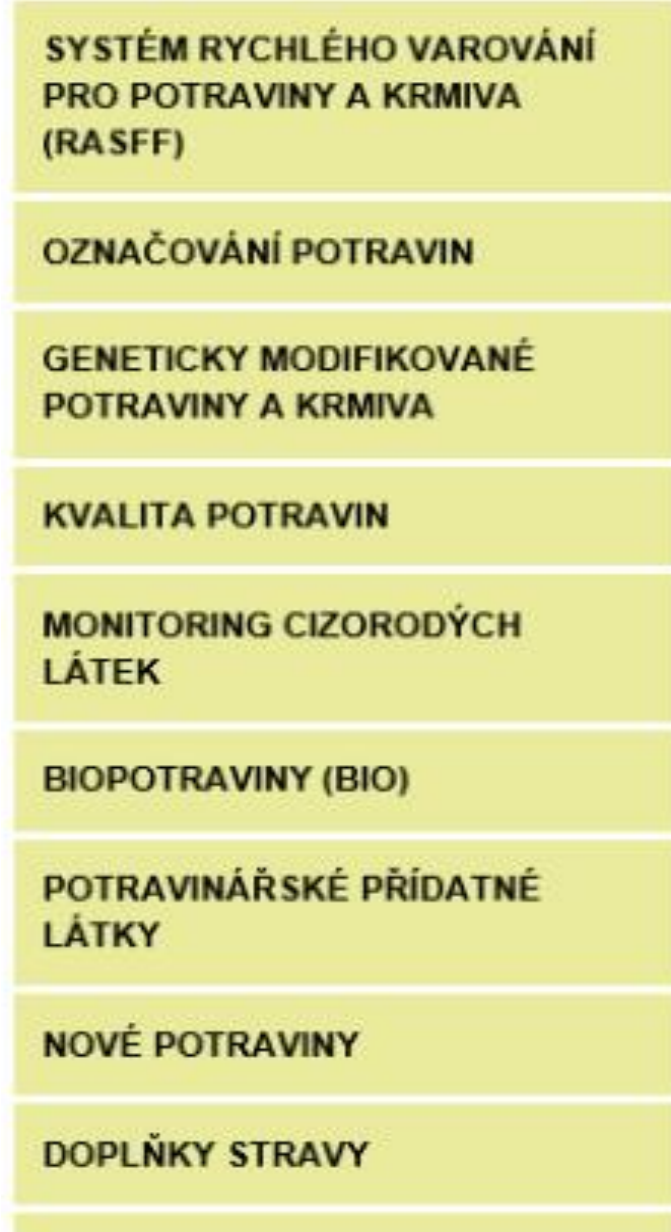 SYSTÉM RYCHLÉHO VAROVÁNÍ
PRO POTRAVINY A KRMIVA
(RASFF)
OZNAČOVÁNÍ POTRAVIN
GENETICKY MODIFIKOVANÉ
POTRAVINY A KRMIVA
KVALITA POTRAVIN
MONITORING CIZORODÝCH
LÁTEK
BIOPOTRAVINY (BIO)
POTRAVINÁŘSKÉ PŘÍDATNÉ
LÁTKY
NOVÉ POTRAVINY
DOPLŇKY STRAVY